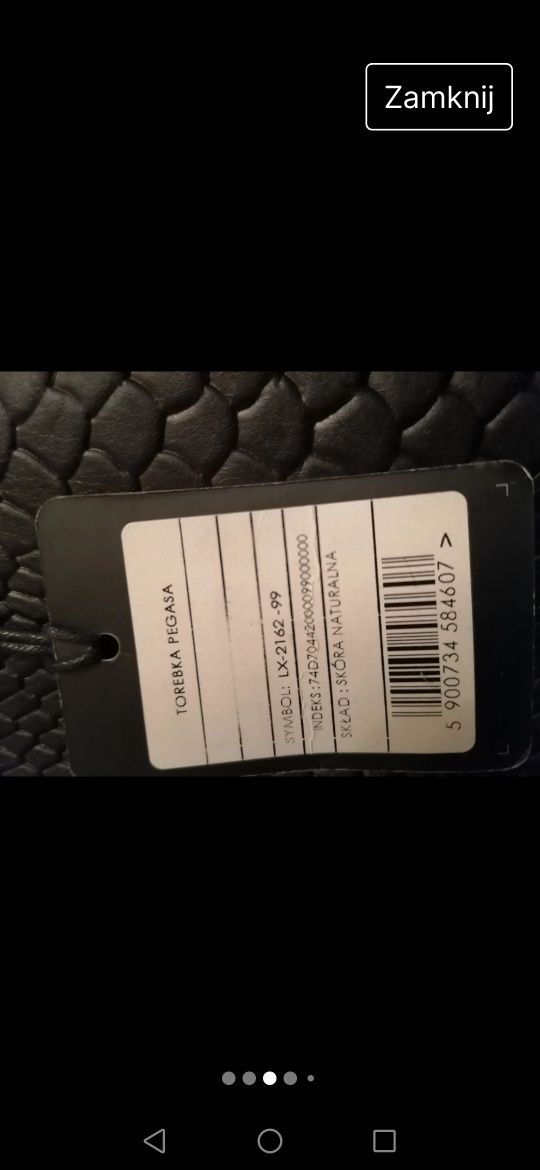 Zamknij
TOREBKA PEGASA
SYMBOL: LX-2162 -99
INDEKS:74D70442000099000000
SKŁAD : SKÓRA NATURALNA
5 900734 584607 >